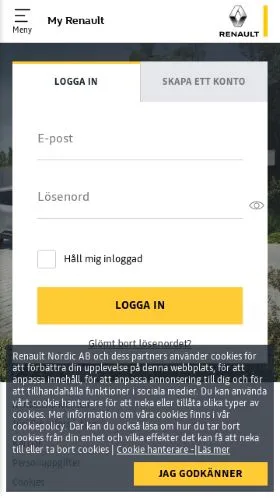 Meny
My Renault
RENAULT
LOGGA IN
SKAPA ETT KONTO
E-post
Lösenord
Håll mig inloggad
LOGGA IN
Glömt bort lösenordet?
Renault Nordic AB och dess partners använder cookies för
att förbättra din upplevelse på denna webbplats, för att
anpassa innehåll, för att anpassa annonsering till dig och för
att tillhandahålla funktioner i sociala medier. Du kan använda
vårt cookie hanterare för att neka eller tillåta olika typer av
cookies. Mer information om våra cookies finns i vår
cookiepolicy. Där kan du också läsa om hur du tar bort
cookies från din enhet och vilka effekter det kan få att neka
till eller ta bort cookies | Cookie hanterare -|Läs mer
Personuppgifter
JAG GODKÄNNER
Cookies